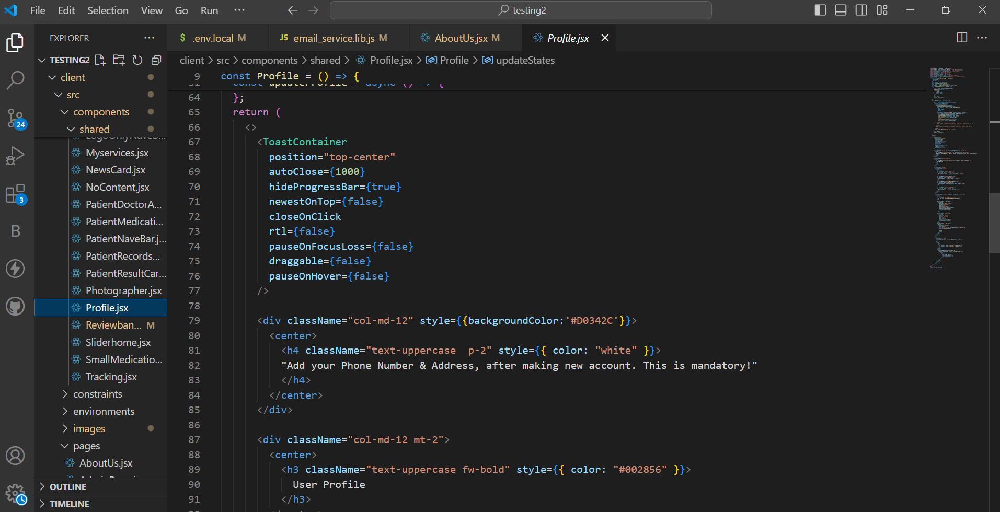 File Edit Selection View Go Run ··· testing2
EXPLORER ···
$ .env.local M JS email_service.lib.js M AboutUs.jsx M Profile.jsx
TESTING2
client > src > components > shared > Profile.jsx > Profile > updateStates
client
src
components
shared
Myservices.jsx
NewsCard.jsx
NoContent.jsx
PatientDoctorA...
PatientMedicati...
PatientNaveBar.j...
PatientRecords...
PatientResultCar...
Photographer.jsx
Profile.jsx
Reviewban... M
Sliderhome.jsx
SmallMedicatio...
Tracking.jsx
constraints
environments
images
pages
AboutUs.jsx
OUTLINE
TIMELINE
24
3
B
9 const Profile = () => {
64 };
65 return (
66 <>
67 <ToastContainer
68 position="top-center"
69 autoClose={1000}
70 hideProgressBar={true}
71 newestOnTop={false}
72 closeOnClick
73 rtl={false}
74 pauseOnFocusLoss={false}
75 draggable={false}
76 pauseOnHover={false}
77 />
78
79 <div className="col-md-12" style={{backgroundColor:'#D0342C'}}>
80 <center>
81 <h4 className="text-uppercase  p-2" style={{ color: "white" }}>
82 "Add your Phone Number & Address, after making new account. This is mandatory!"
83 </h4>
84 </center>
85 </div>
86
87 <div className="col-md-12 mt-2">
88 <center>
89 <h3 className="text-uppercase fw-bold" style={{ color: "#002856" }}>
90 User Profile
91 </h3>